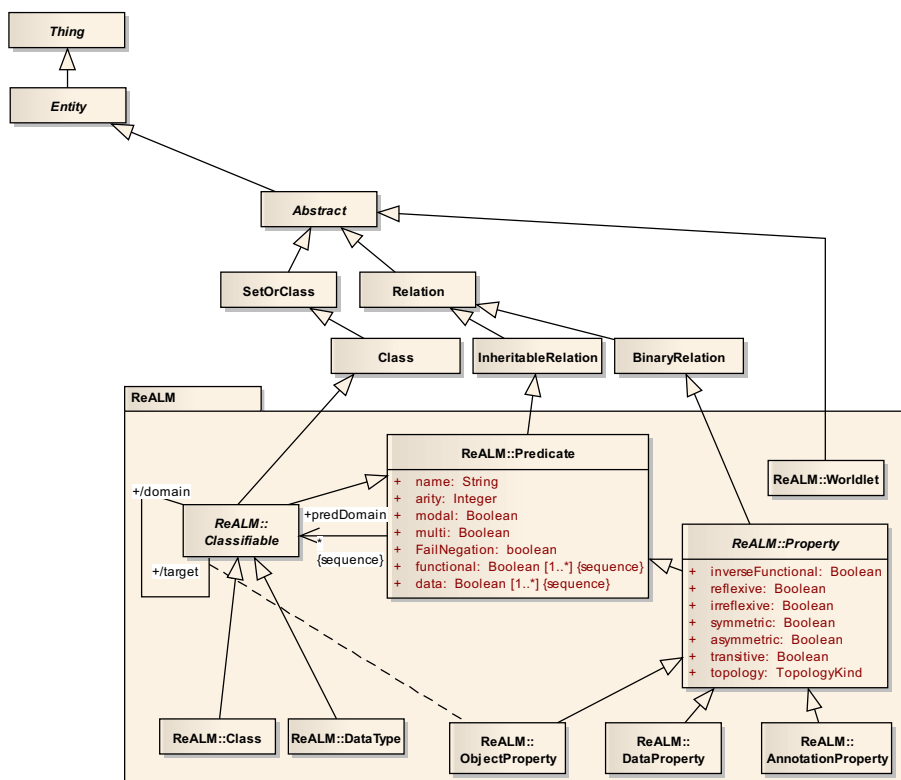 Thing
Entity
Abstract
SetOrClass
Relation
Class
InheritableRelation
BinaryRelation
ReALM
ReALM::Predicate
+ name: String
+ arity: Integer
+ modal: Boolean
+ multi: Boolean
+ FailNegation: boolean
+ functional: Boolean [1..*] {sequence}
+ data: Boolean [1..*] {sequence}
ReALM::Worldlet
+/domain
ReALM::
Classifiable
+predDomain
*
{sequence}
+/target
ReALM::Property
+ inverseFunctional: Boolean
+ reflexive: Boolean
+ irreflexive: Boolean
+ symmetric: Boolean
+ asymmetric: Boolean
+ transitive: Boolean
+ topology: TopologyKind
ReALM::Class
ReALM::DataType
ReALM::
ObjectProperty
ReALM::
DataProperty
ReALM::
AnnotationProperty